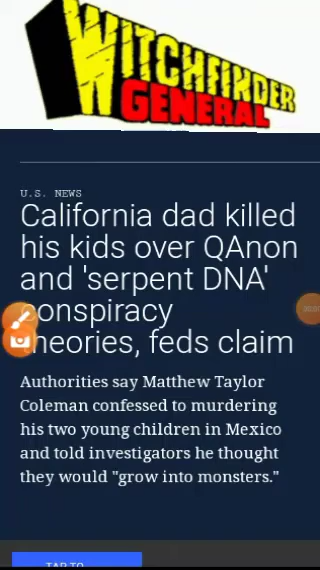 WITCHFINDER
GENERAL
U.S. NEWS
California dad killed
his kids over QAnon
and 'serpent DNA'
conspiracy
theories, feds claim
Authorities say Matthew Taylor
Coleman confessed to murdering
his two young children in Mexico
and told investigators he thought
they would "grow into monsters."
TAP TO